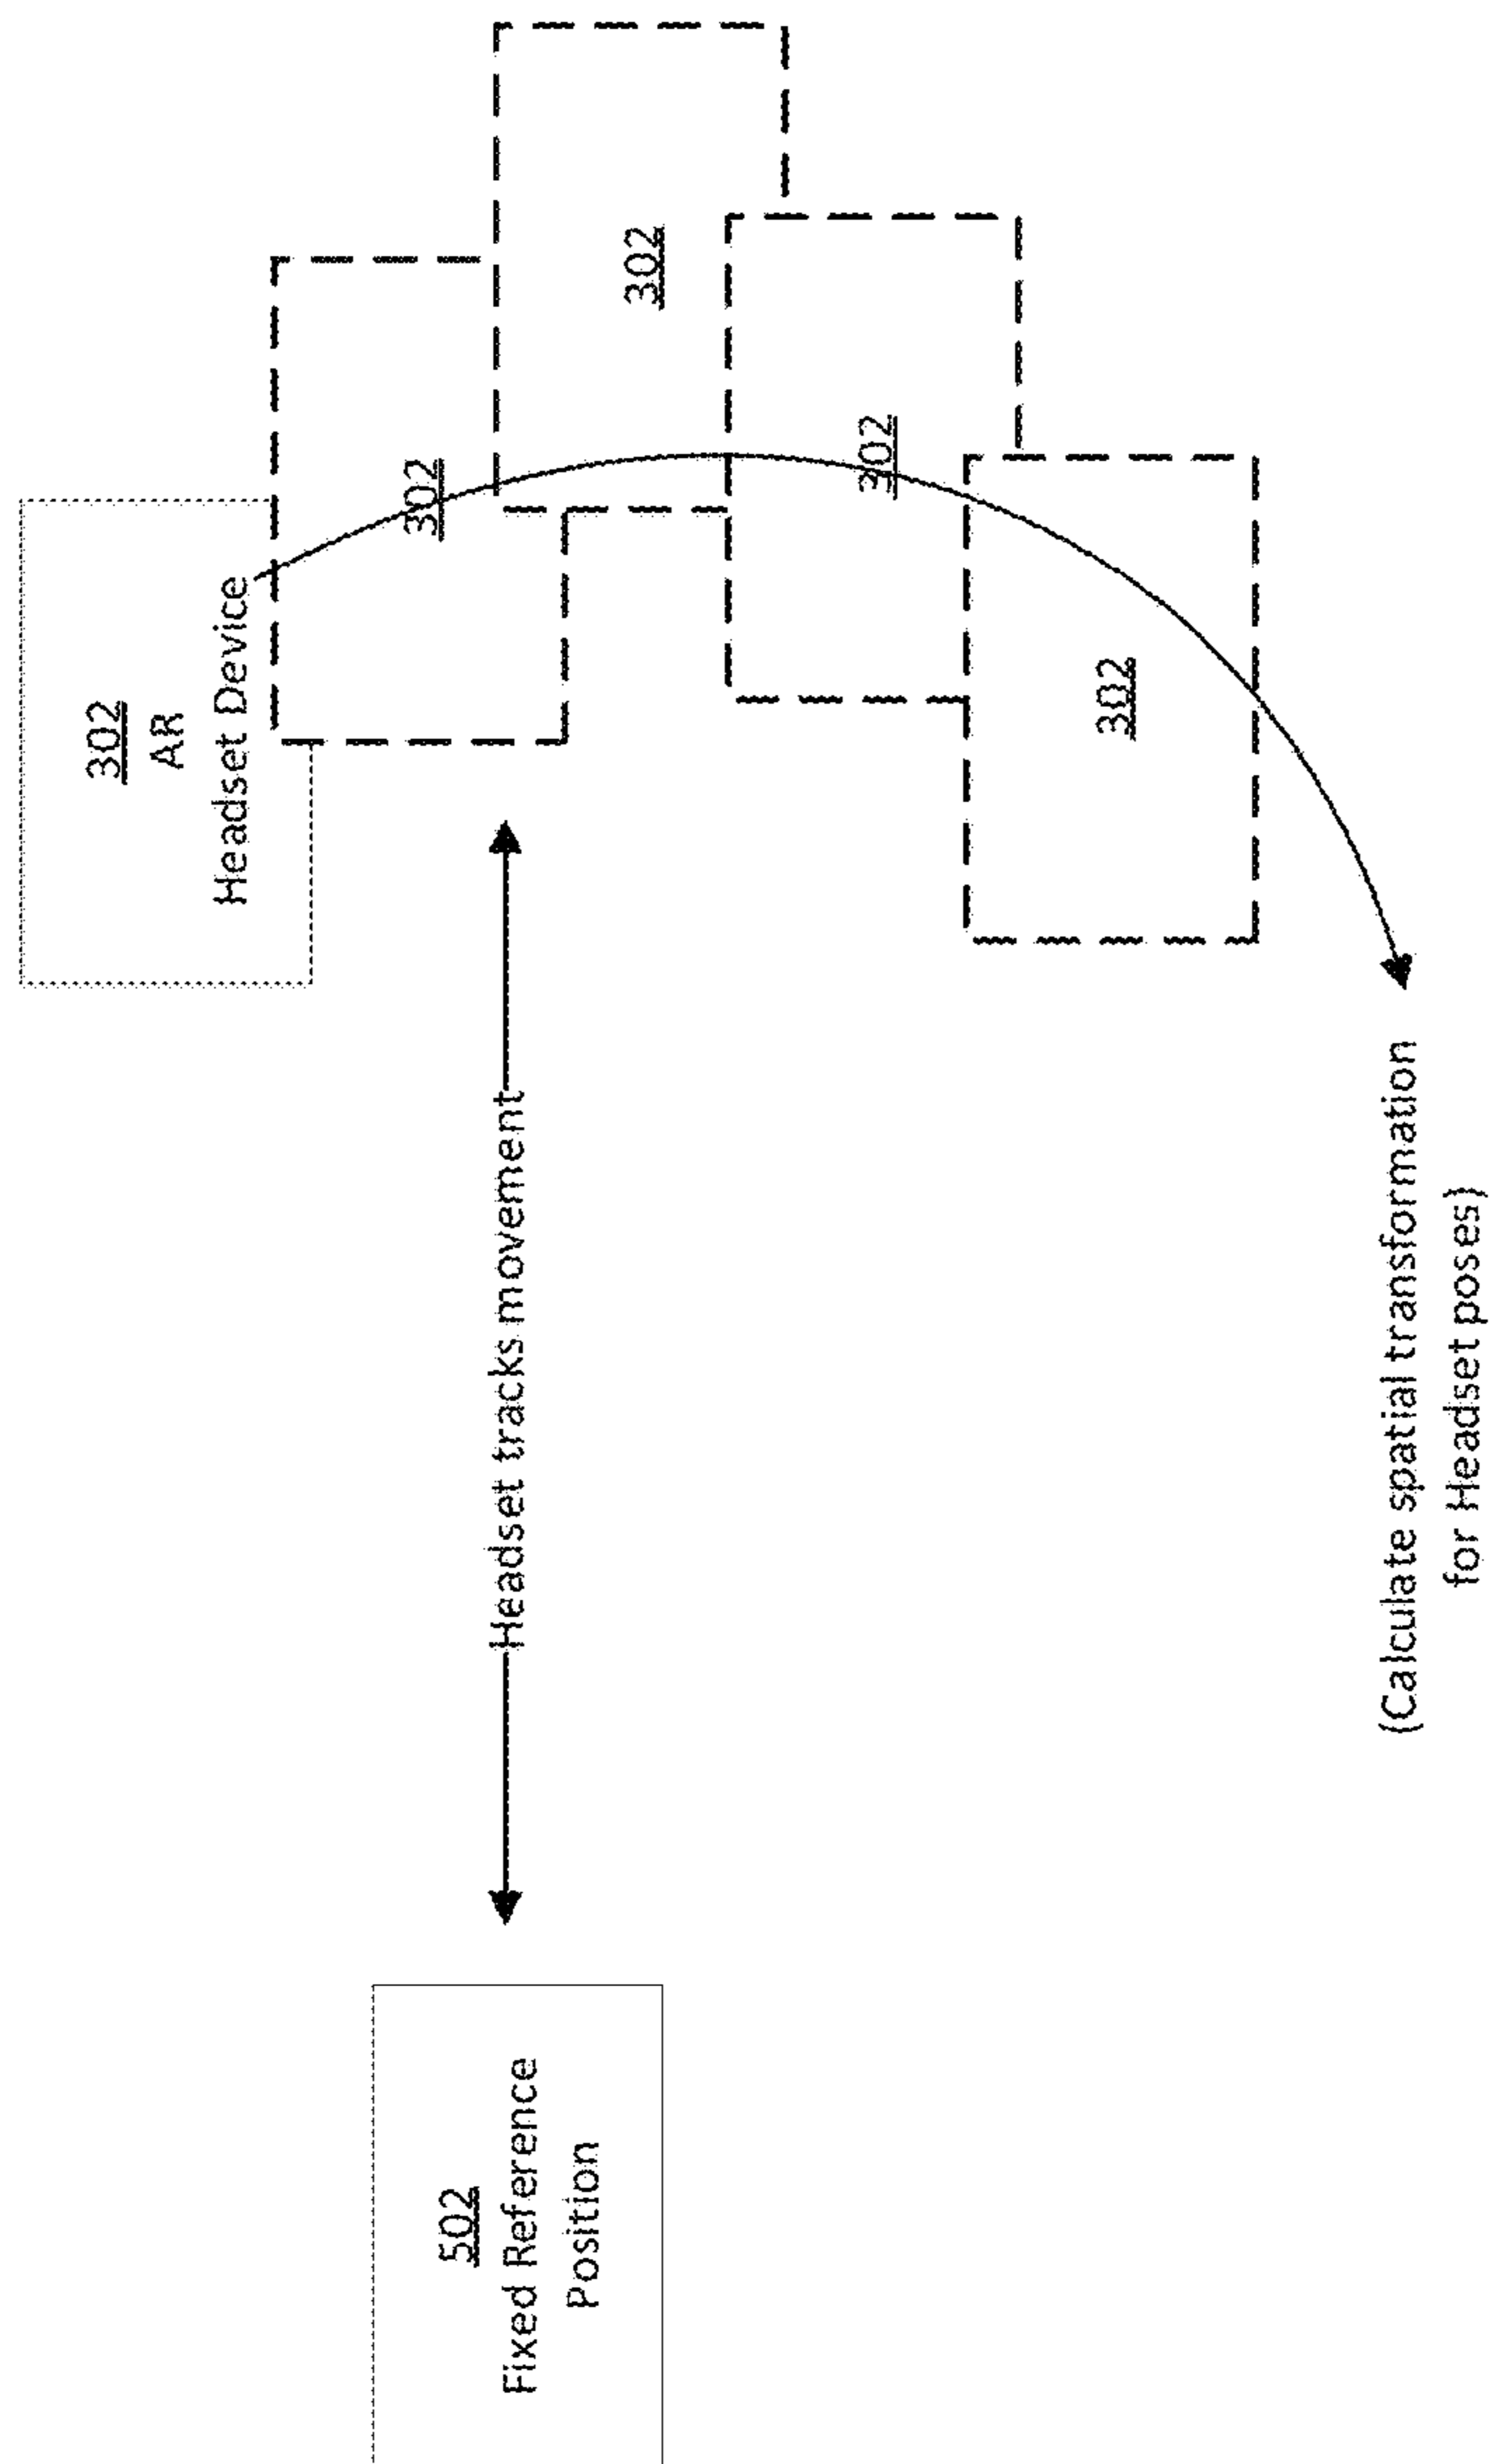 302
AR
Headset Device
302
302
302
302
Headset tracks movement
502
Fixed Reference
Position
(Calculate spatial transformation
for Headset poses)